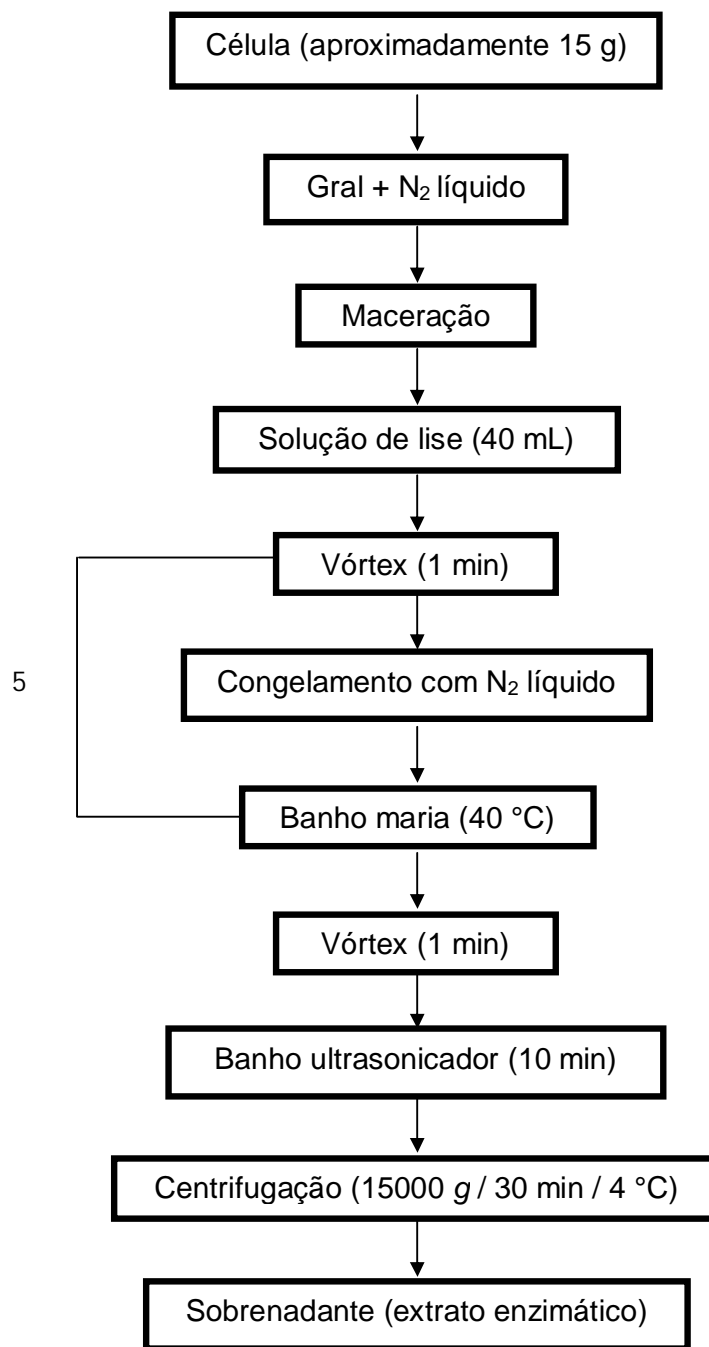 Célula (aproximadamente 15 g)
Gral + N₂ líquido
Maceração
Solução de lise (40 mL)
Vórtex (1 min)
5
Congelamento com N₂ líquido
Banho maria (40 °C)
Vórtex (1 min)
Banho ultrasonicador (10 min)
Centrifugação (15000 g / 30 min / 4 °C)
Sobrenadante (extrato enzimático)